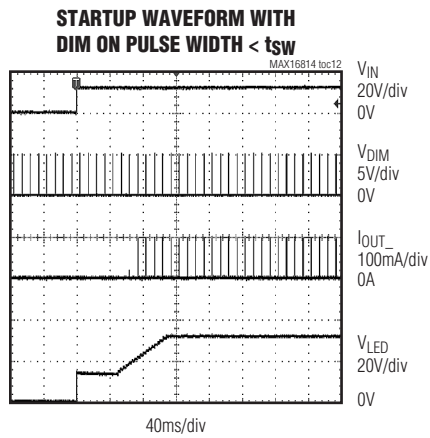 STARTUP WAVEFORM WITH
DIM ON PULSE WIDTH < tSW
MAX16814 toc12
VIN
20V/div
0V
VDIM
5V/div
0V
IOUT_
100mA/div
0A
VLED
20V/div
0V
40ms/div